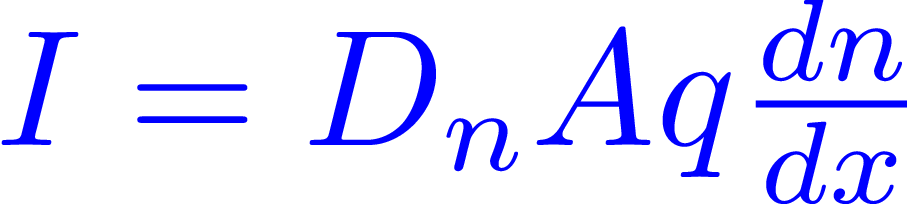 I = D_n A q \frac{dn}{dx}